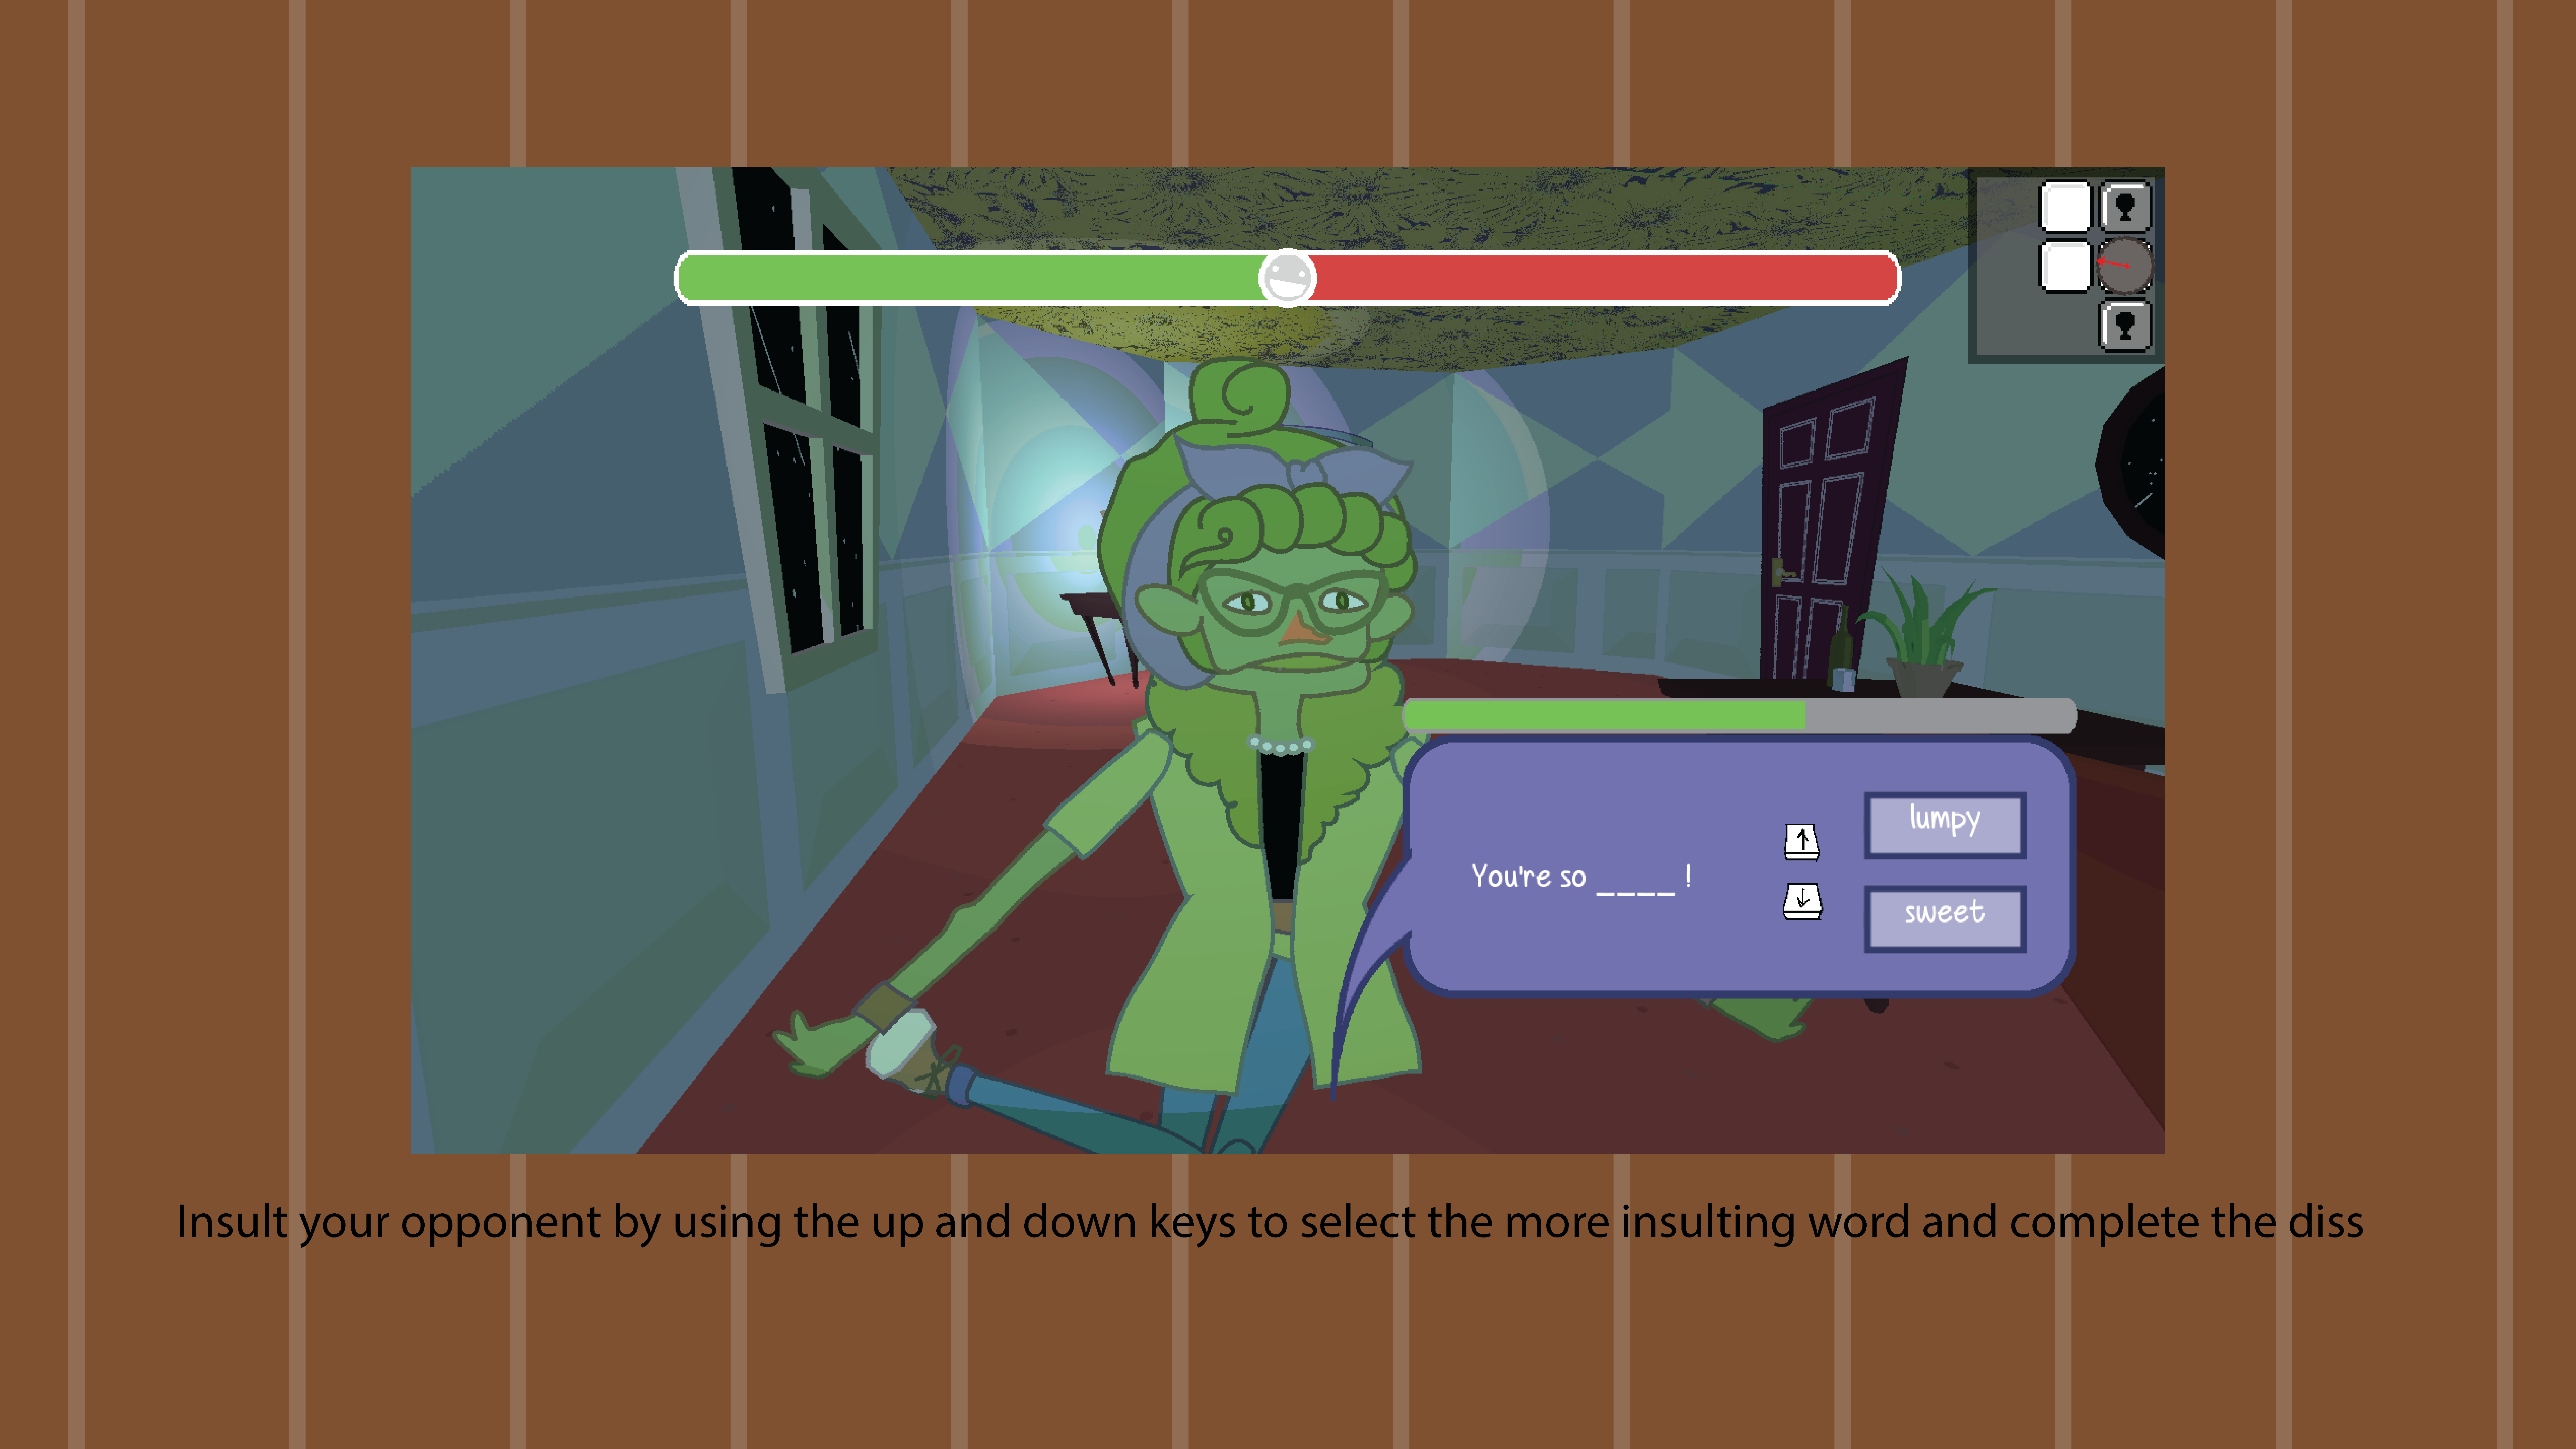 lumpy
You're so ____ !
sweet
Insult your opponent by using the up and down keys to select the more insulting word and complete the diss